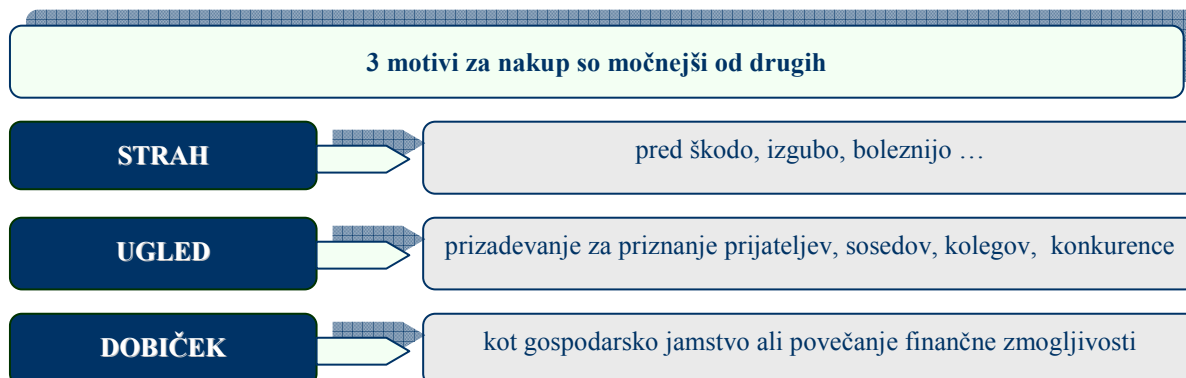 3 motivi za nakup so močnejši od drugih
STRAH
pred škodo, izgubo, boleznijo …
UGLED
prizadevanje za priznanje prijateljev, sosedov, kolegov, konkurence
DOBIČEK
kot gospodarsko jamstvo ali povečanje finančne zmogljivosti